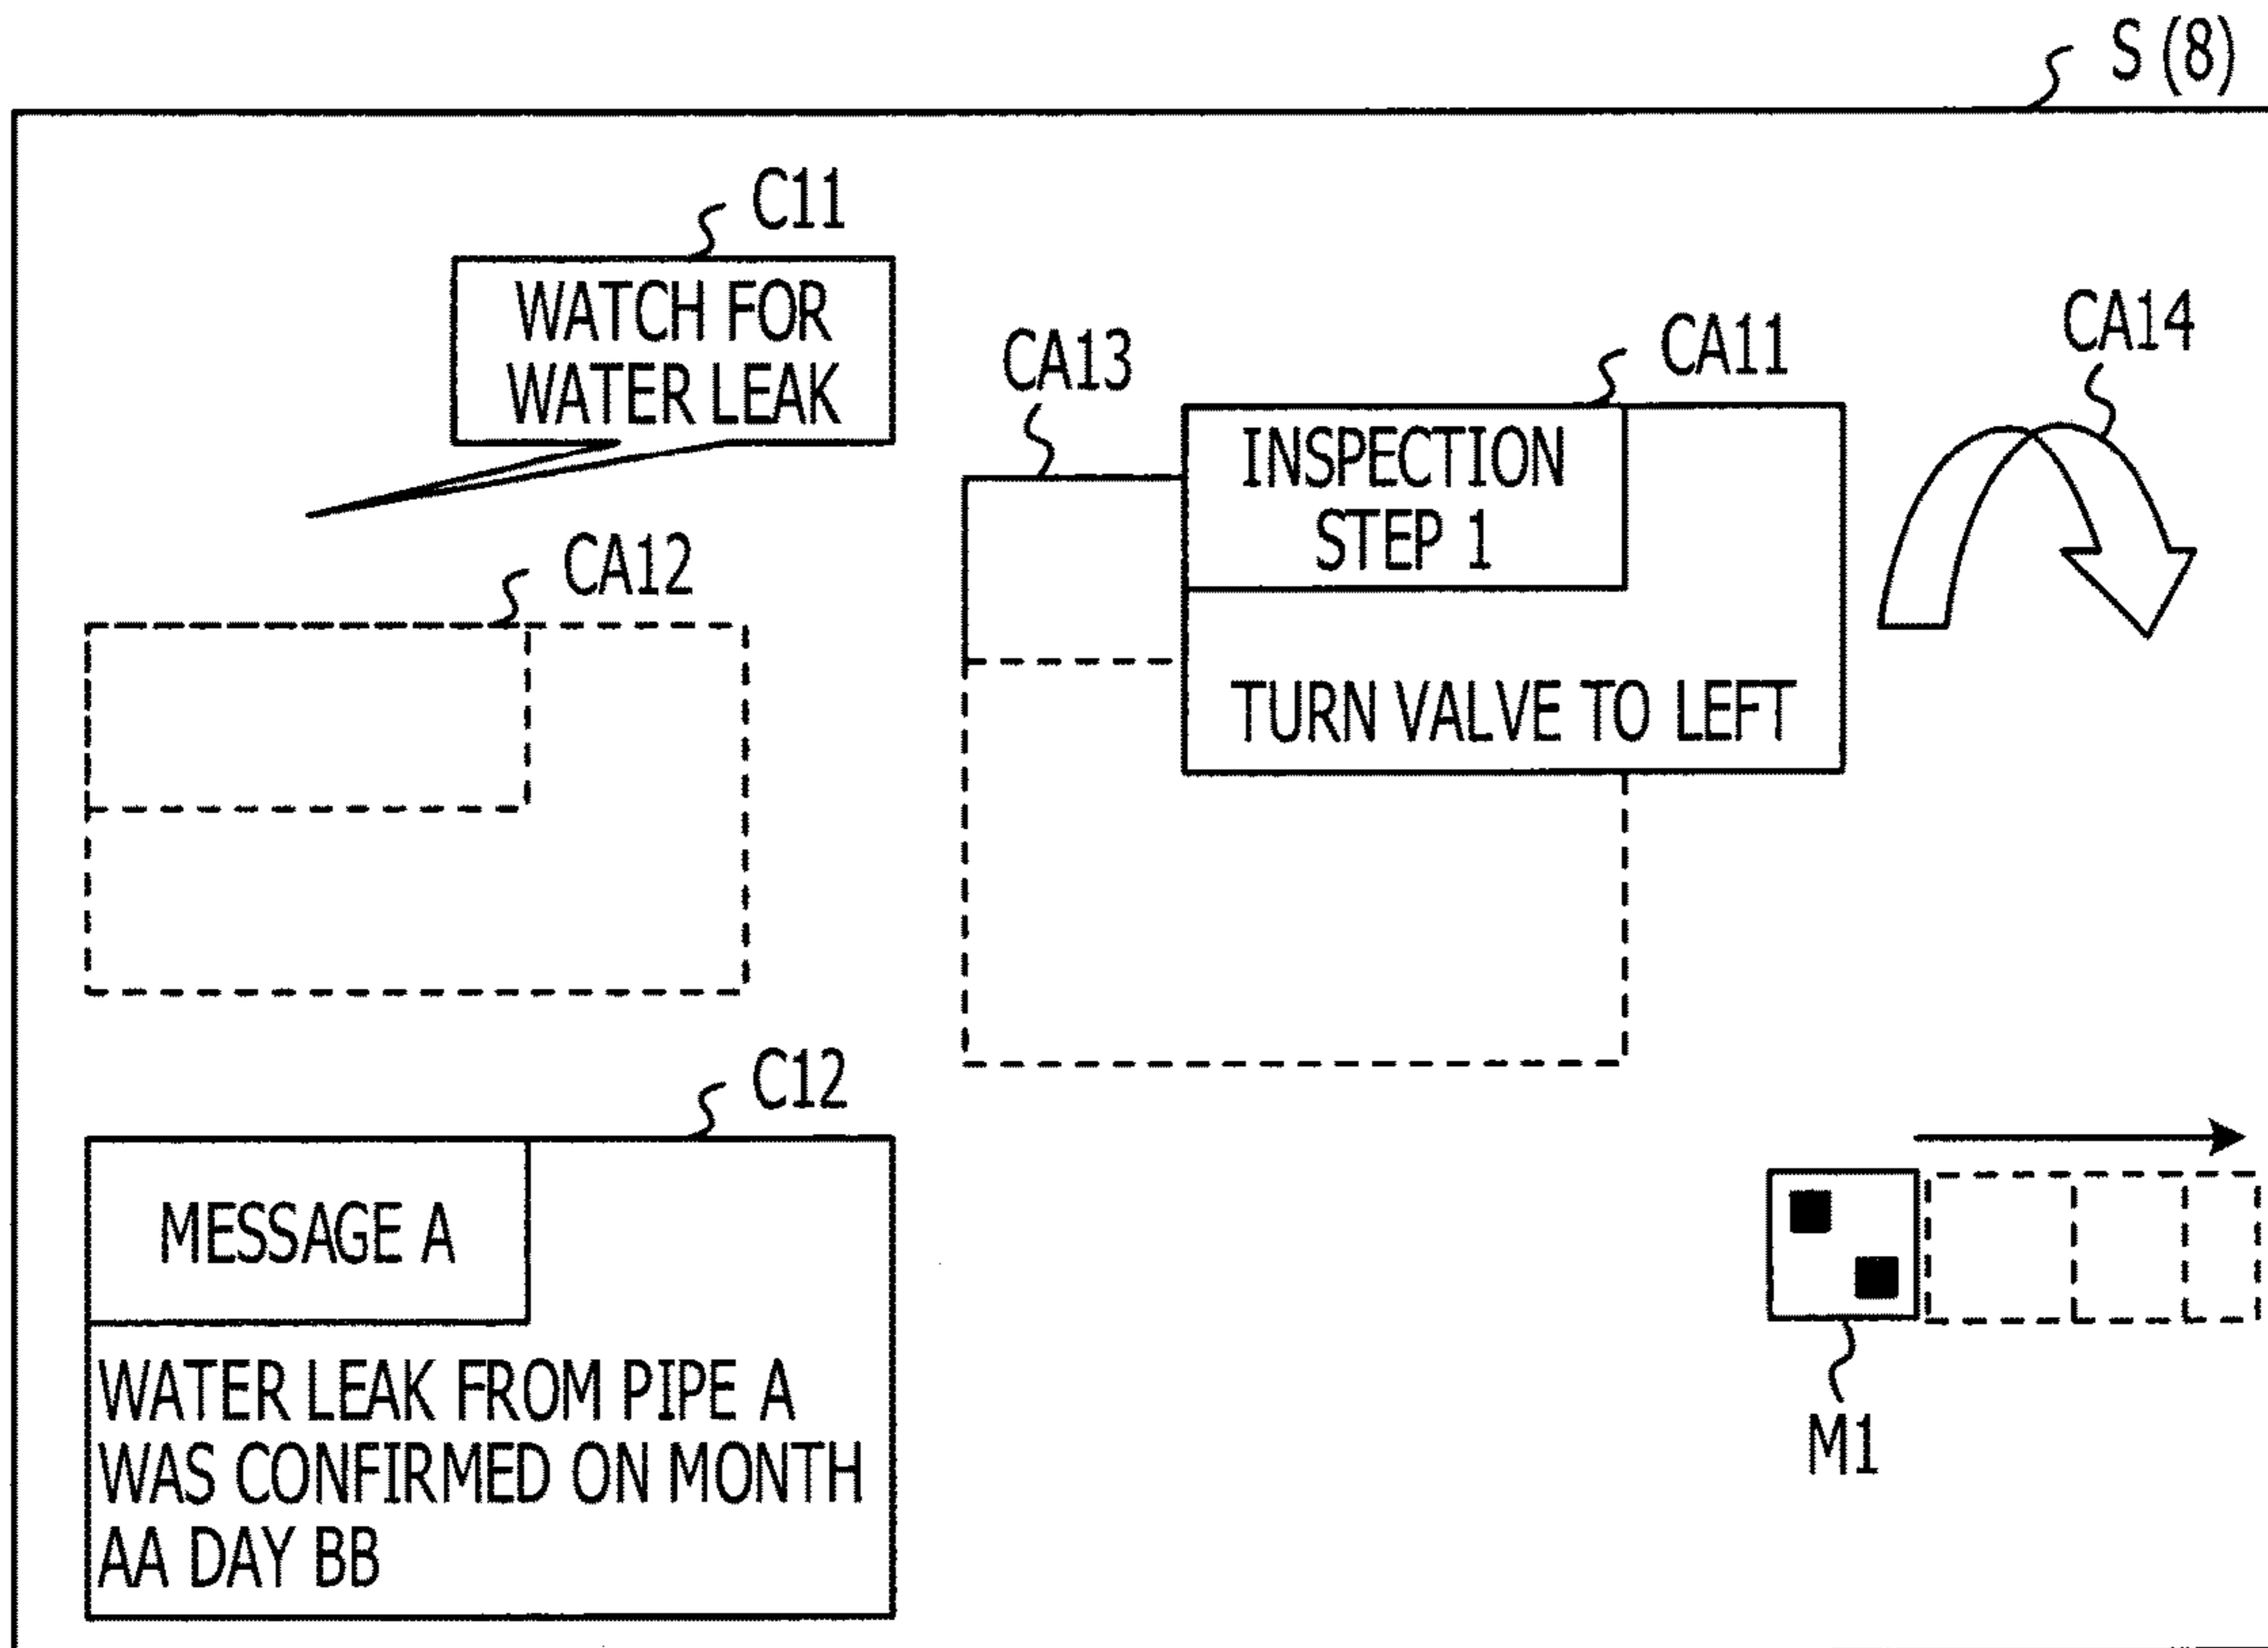 S (8)
C11
WATCH FOR
WATER LEAK
CA13
CA11
CA14
INSPECTION
STEP 1
TURN VALVE TO LEFT
CA12
C12
MESSAGE A
WATER LEAK FROM PIPE A
WAS CONFIRMED ON MONTH
AA DAY BB
M1